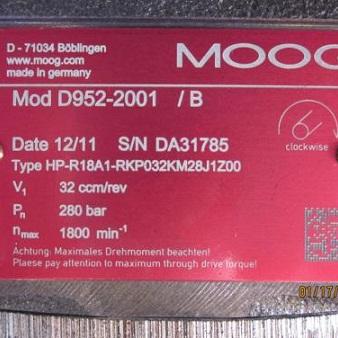 D - 71034 Böblingen
www.moog.com
made in germany
MOOG
Mod D952-2001 / B
Date 12/11 S/N DA31785
clockwise
Type HP-R18A1-RKP032KM28J1Z00
V₁ 32 ccm/rev
Pₙ 280 bar
nₘₐₓ 1800 min⁻¹
Achtung: Maximales Drehmoment beachten!
Plaese pay attention to maximum through drive torque!